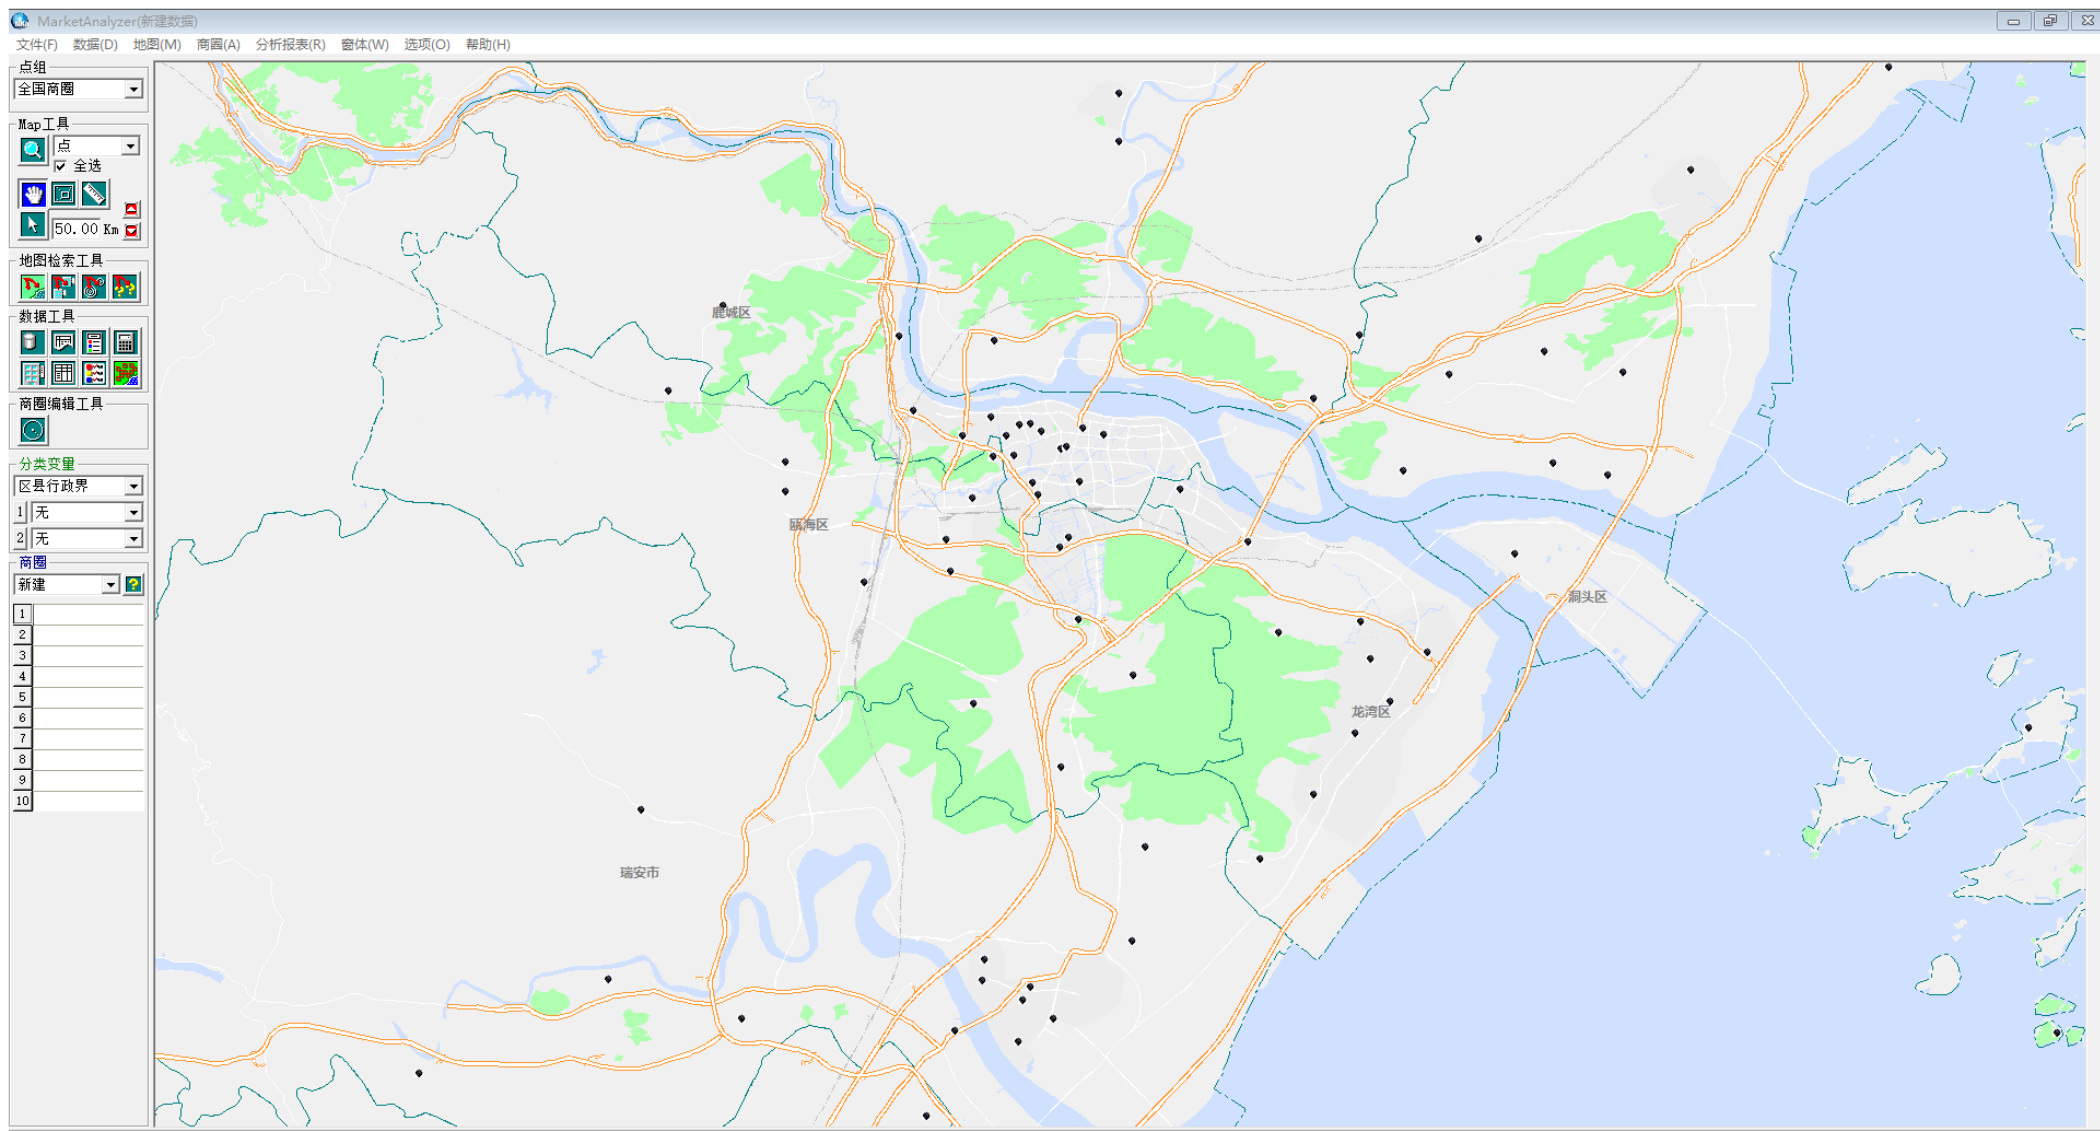 MarketAnalyzer(新建数据)
文件(F) 数据(D) 地图(M) 商圈(A) 分析报表(R) 窗体(W) 选项(O) 帮助(H)
点组
全国商圈
Map工具
点
全选
50.00 Km
地图检索工具
数据工具
商圈编辑工具
分类变量
区县行政界
1 无
2 无
商圈
新建
1
2
3
4
5
6
7
8
9
10
鹿城区
瓯海区
洞头区
龙湾区
瑞安市